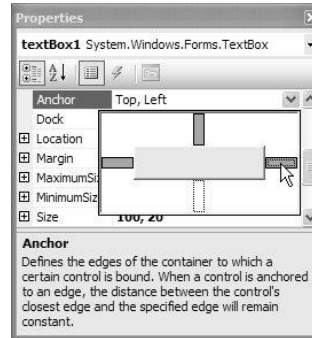 Properties
textBox1 System.Windows.Forms.TextBox
Anchor Top, Left
Dock
Location
Margin
MaximumSi
MinimumSiz
Size 100, 20
Anchor
Defines the edges of the container to which a
certain control is bound. When a control is anchored
to an edge, the distance between the control's
closest edge and the specified edge will remain
constant.